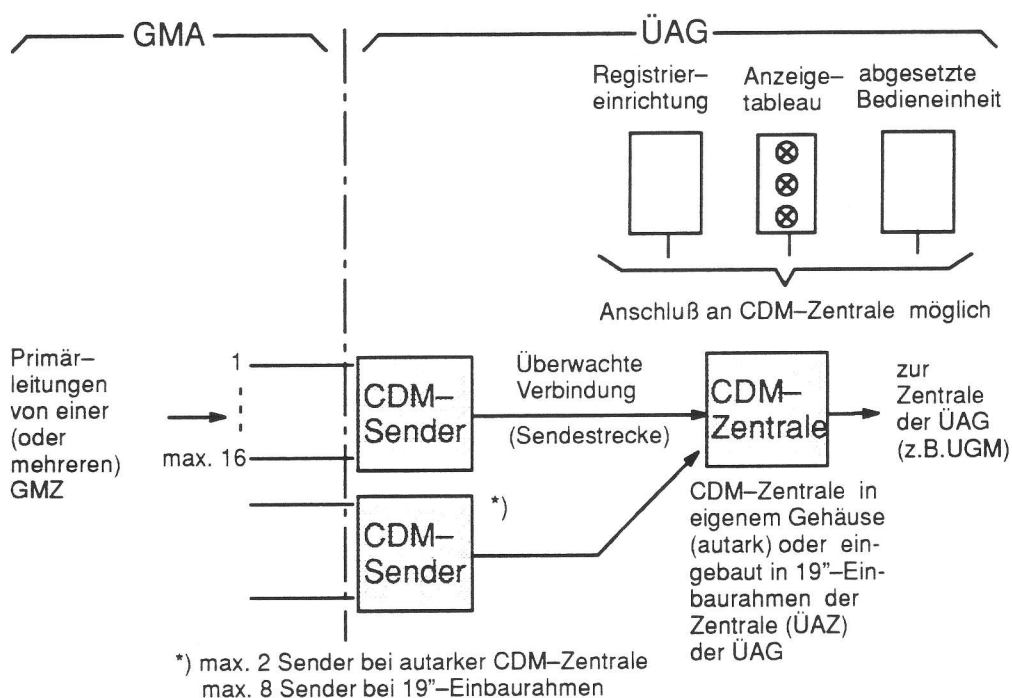 GMA
ÜAG
Registrier–
einrichtung
Anzeige–
tableau
abgesetzte
Bedieneinheit
Anschluß an CDM–Zentrale möglich
Primär–
leitungen
von einer
(oder
mehreren)
GMZ
1
max. 16
CDM–
Sender
Überwachte
Verbindung
(Sendestrecke)
CDM–
Zentrale
zur
Zentrale
der ÜAG
(z.B.UGM)
CDM–
Sender
*)
CDM–Zentrale in
eigenem Gehäuse
(autark) oder ein-
gebaut in 19”–Ein-
baurahmen der
Zentrale (ÜAZ)
der ÜAG
*) max. 2 Sender bei autarker CDM–Zentrale
max. 8 Sender bei 19”–Einbaurahmen